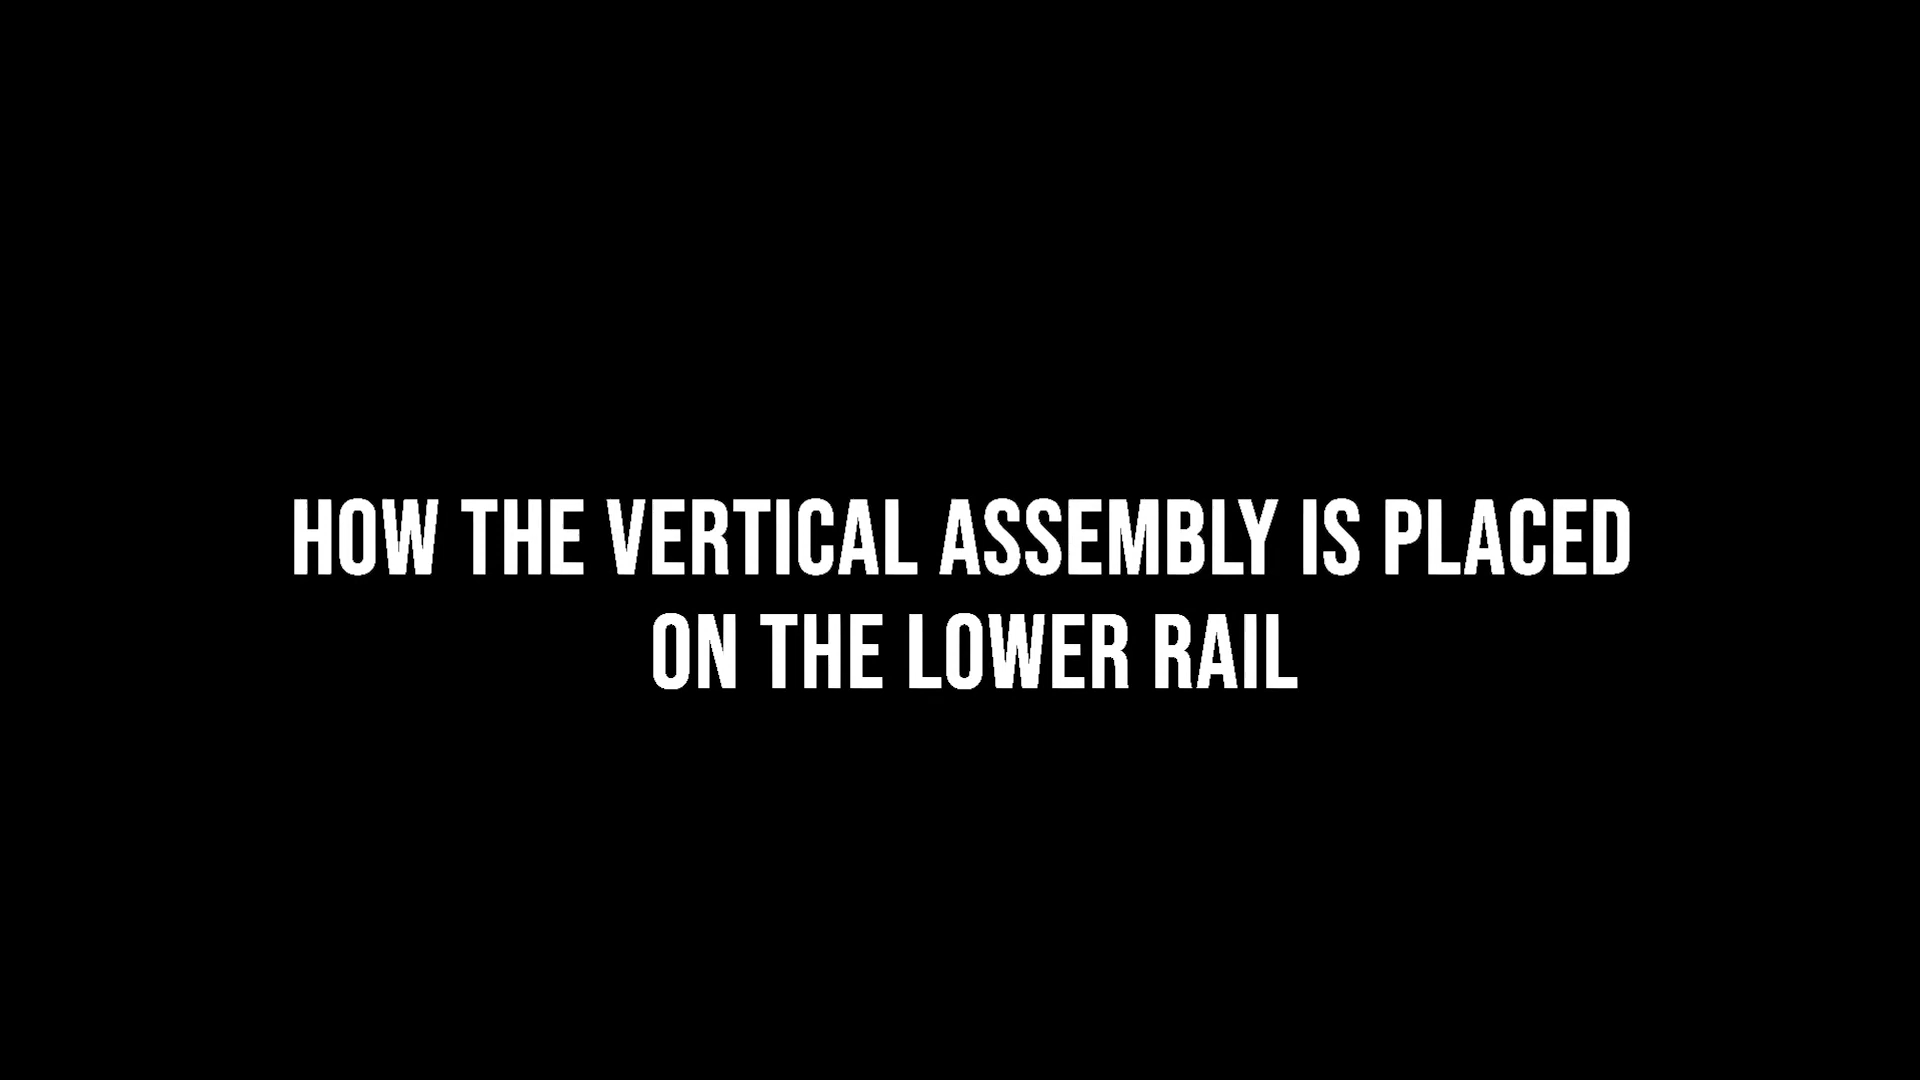 HOW THE VERTICAL ASSEMBLY IS PLACED
ON THE LOWER RAIL